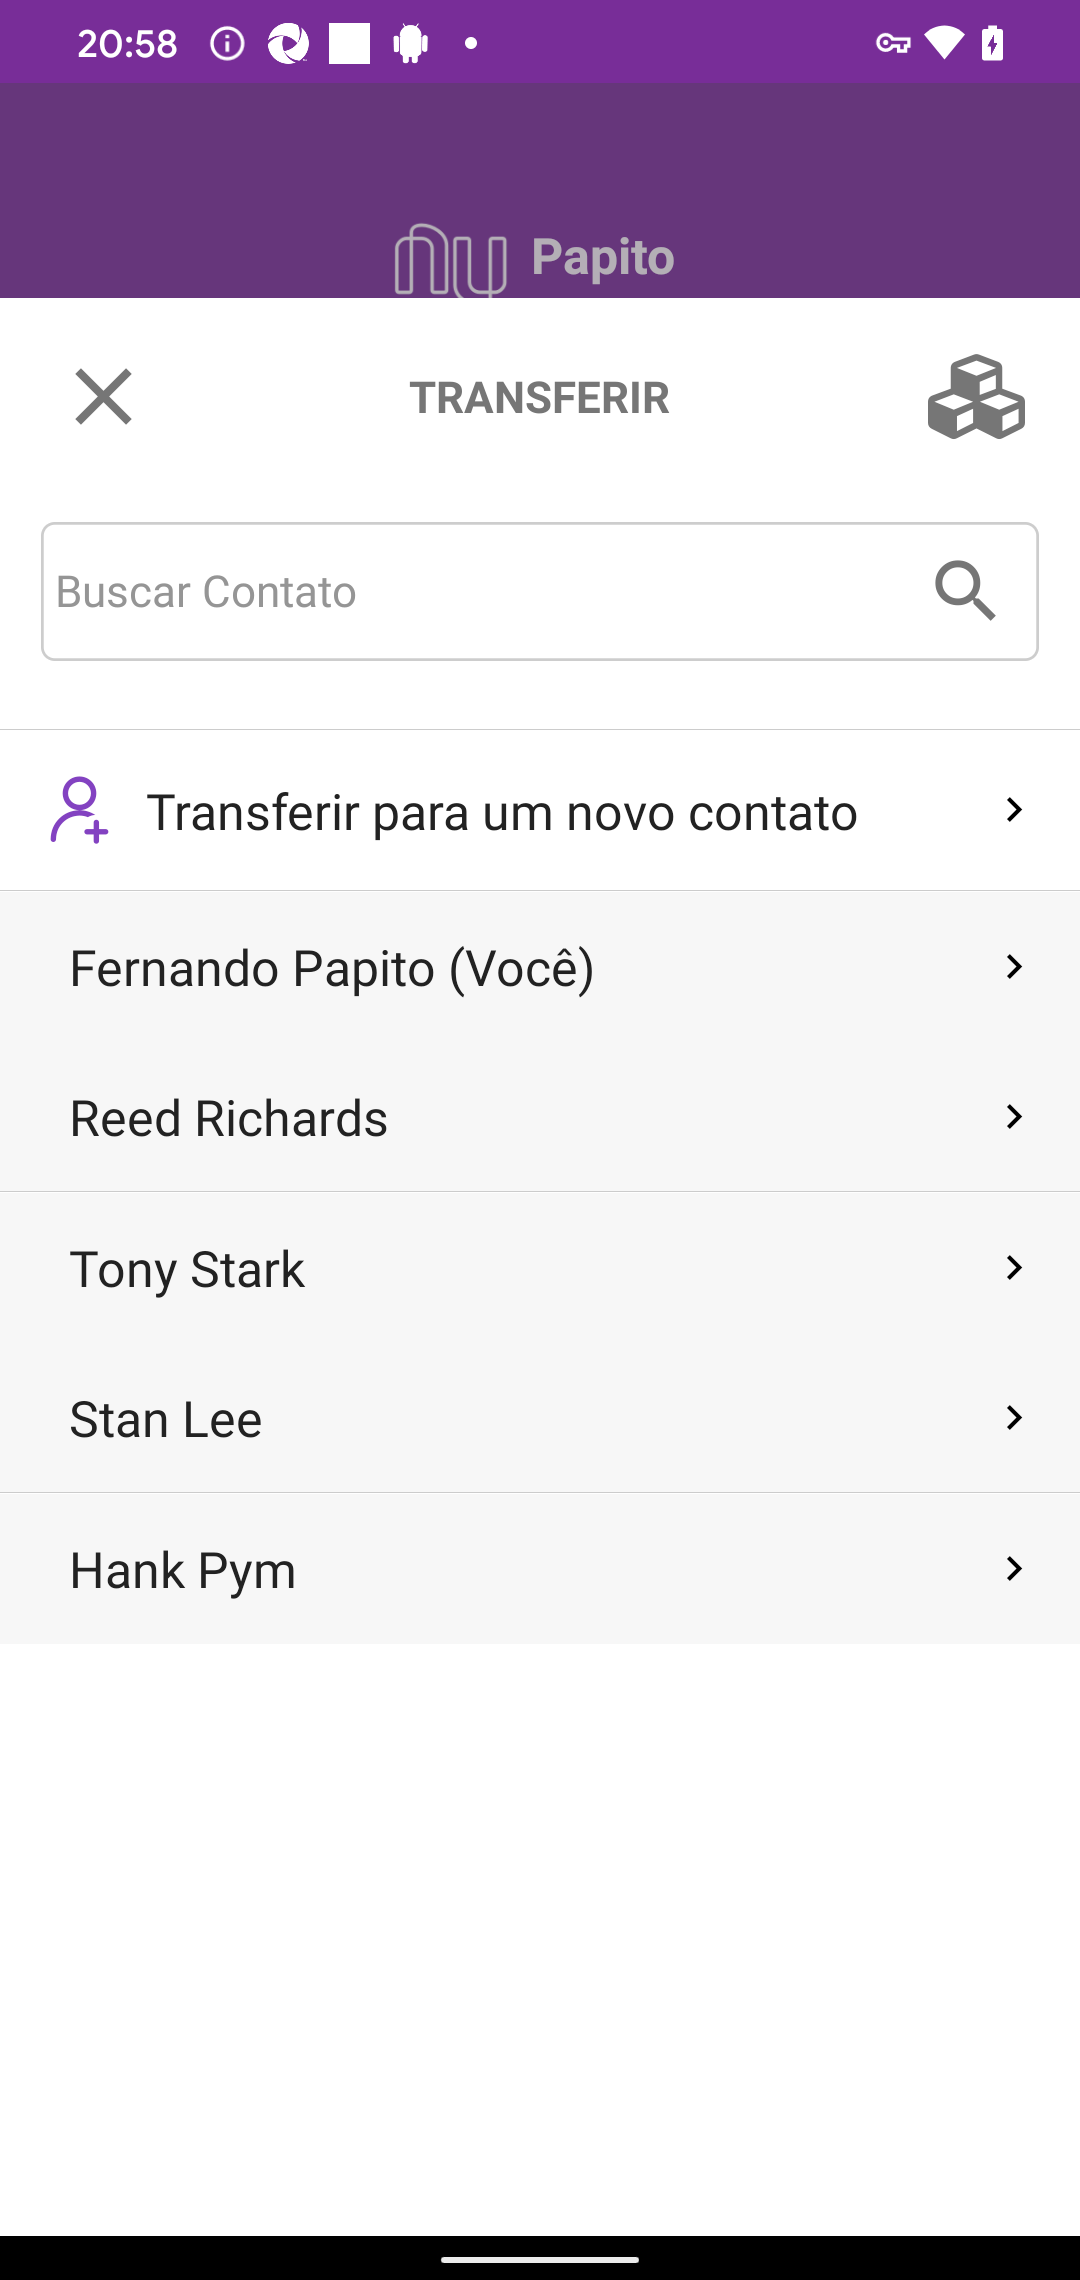 20:58
nu Papito
TRANSFERIR
Buscar Contato
Transferir para um novo contato
Fernando Papito (Você)
Reed Richards
Tony Stark
Stan Lee
Hank Pym